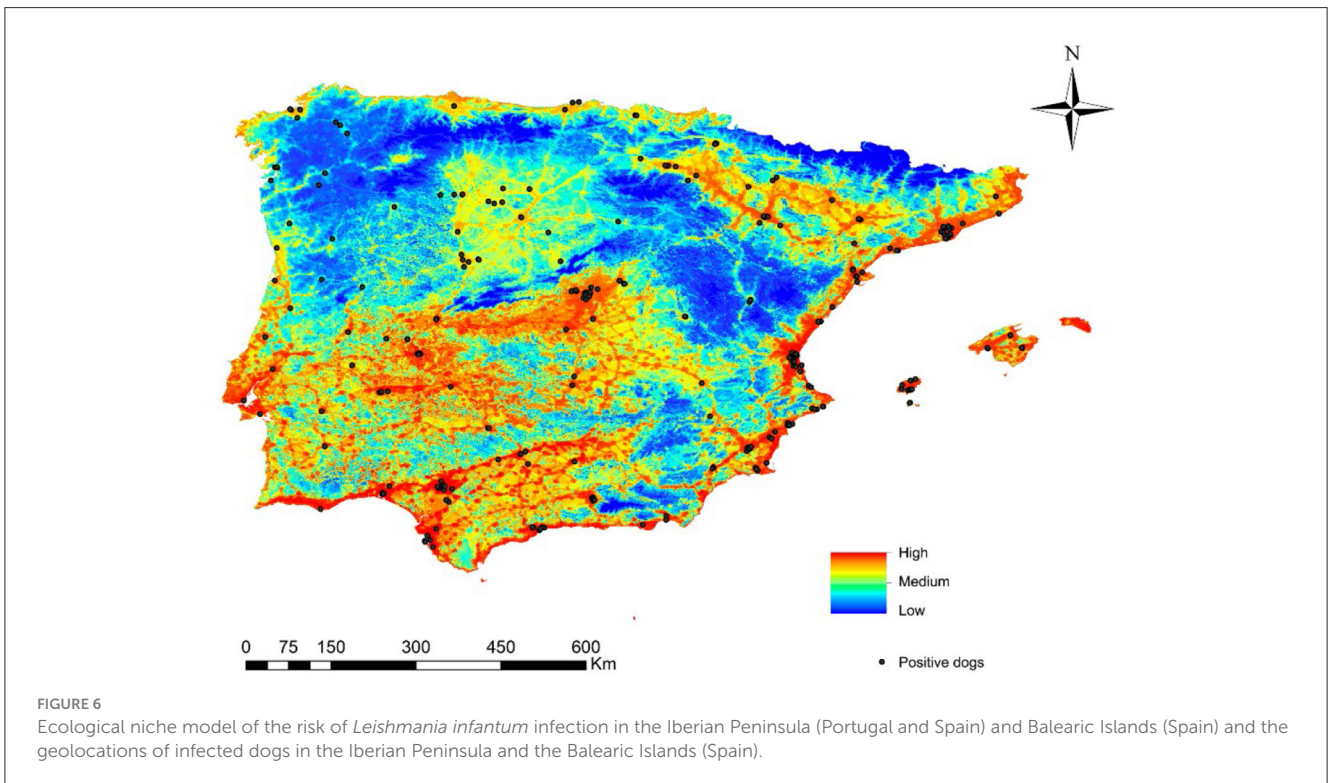 N
High
Medium
Low
0 75 150 300 450 600
Km
Positive dogs
FIGURE 6
Ecological niche model of the risk of Leishmania infantum infection in the Iberian Peninsula (Portugal and Spain) and Balearic Islands (Spain) and the
geolocations of infected dogs in the Iberian Peninsula and the Balearic Islands (Spain).